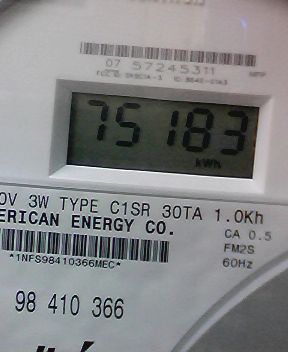 07 57245311
75183
kWh
0V 3W TYPE C1SR 30TA 1.0Kh
ERICAN ENERGY CO.
CA 0.5
FM2S
*1NFS98410366MEC*
60Hz
98 410 366